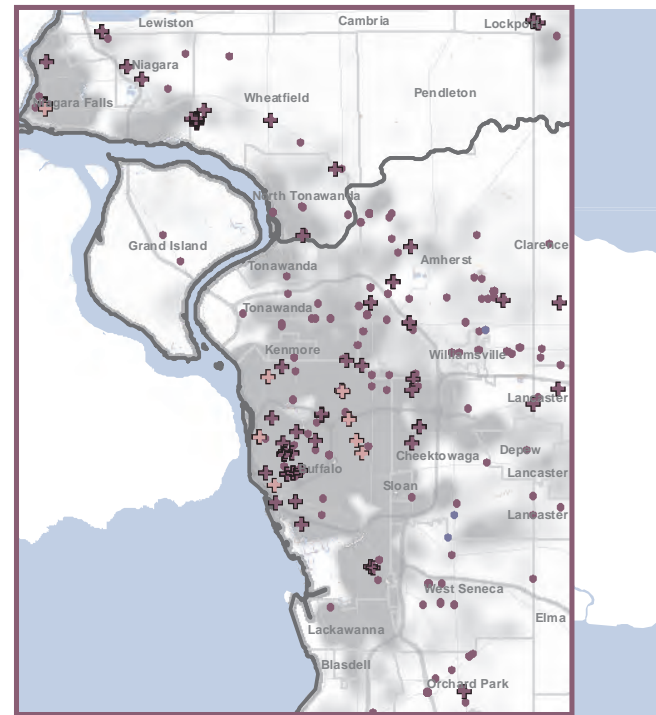 Lewiston
Cambria
Lockport
Niagara
Wheatfield
Pendleton
Niagara Falls
North Tonawanda
Grand Island
Clarence
Amherst
Tonawanda
Tonawanda
Kenmore
Williamsville
Lancaster
Cheektowaga
Depew
Buffalo
Lancaster
Sloan
Lancaster
West Seneca
Elma
Lackawanna
Blasdell
Orchard Park